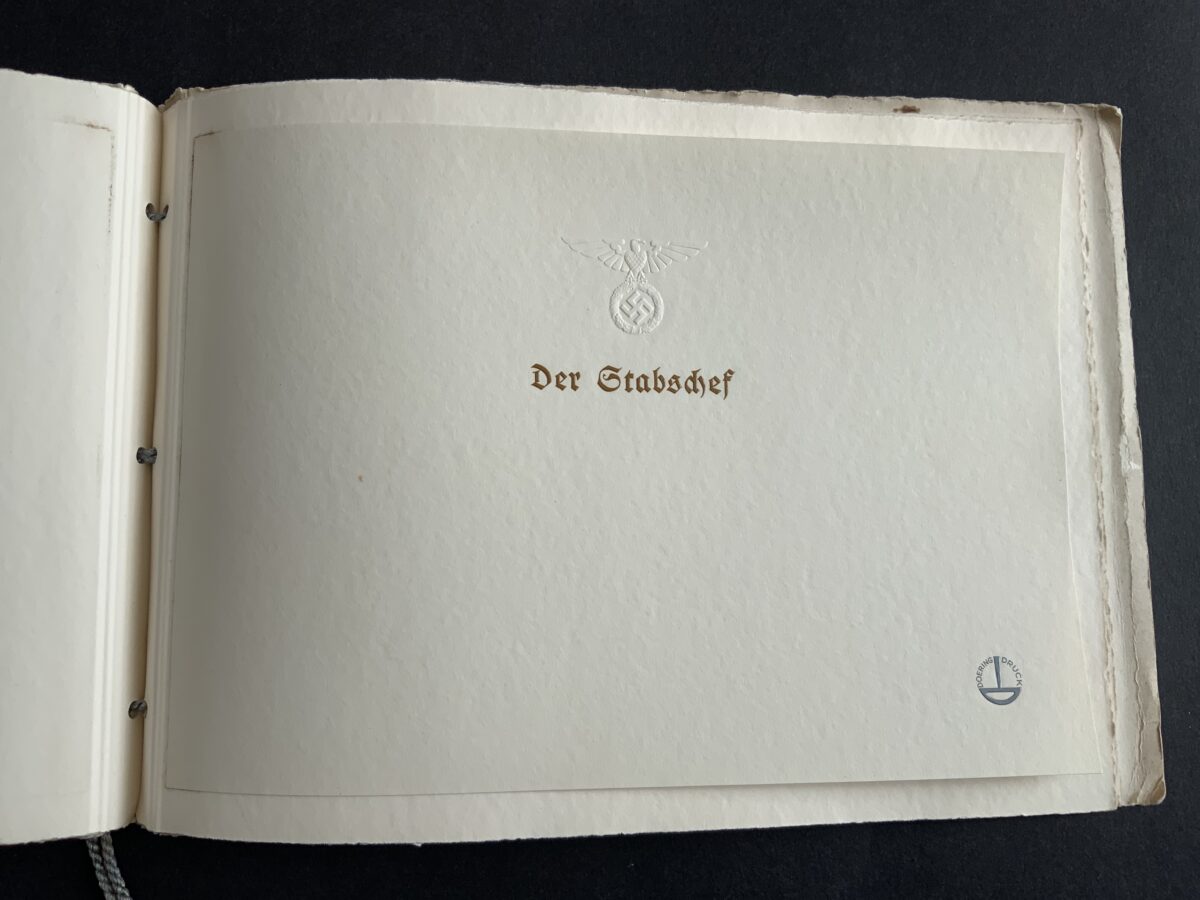 Der Stabschef
DOERING DRUCK